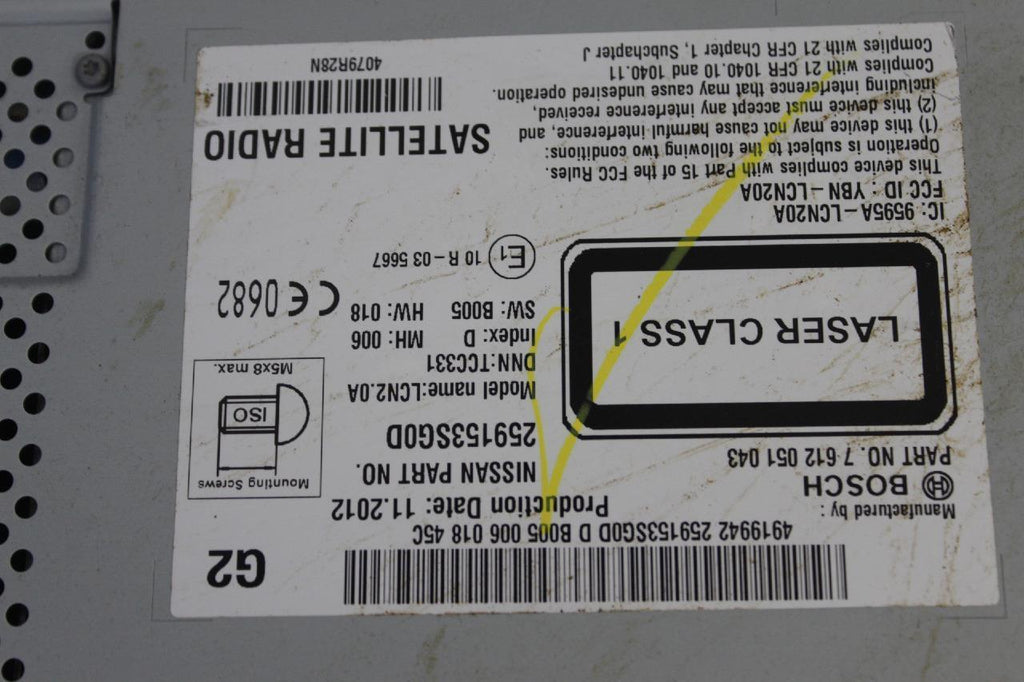 G2
4919942 259153SG0D D B005 006 018 45C
Manufactured by :
BOSCH
PART NO. 7 612 051 043
Production Date: 11.2012
NISSAN PART NO.
259153SG0D
Mounting Screws
ISO
M5x8 max.
LASER CLASS 1
Model name:LCN2.0A
DNN:TCC331
Index: D MH: 006
SW: B005 HW: 018
CE 0682
E1 10 R-03 5667
IC: 9595A-LCN20A
FCC ID : YBN-LCN20A
This device complies with Part 15 of the FCC Rules.
Operation is subject to the following two conditions:
(1) this device may not cause harmful interference, and
(2) this device must accept any interference received,
including interference that may cause undesired operation.
Complies with 21 CFR 1040.10 and 1040.11
Complies with 21 CFR Chapter 1, Subchapter J
SATELLITE RADIO
4079R28N